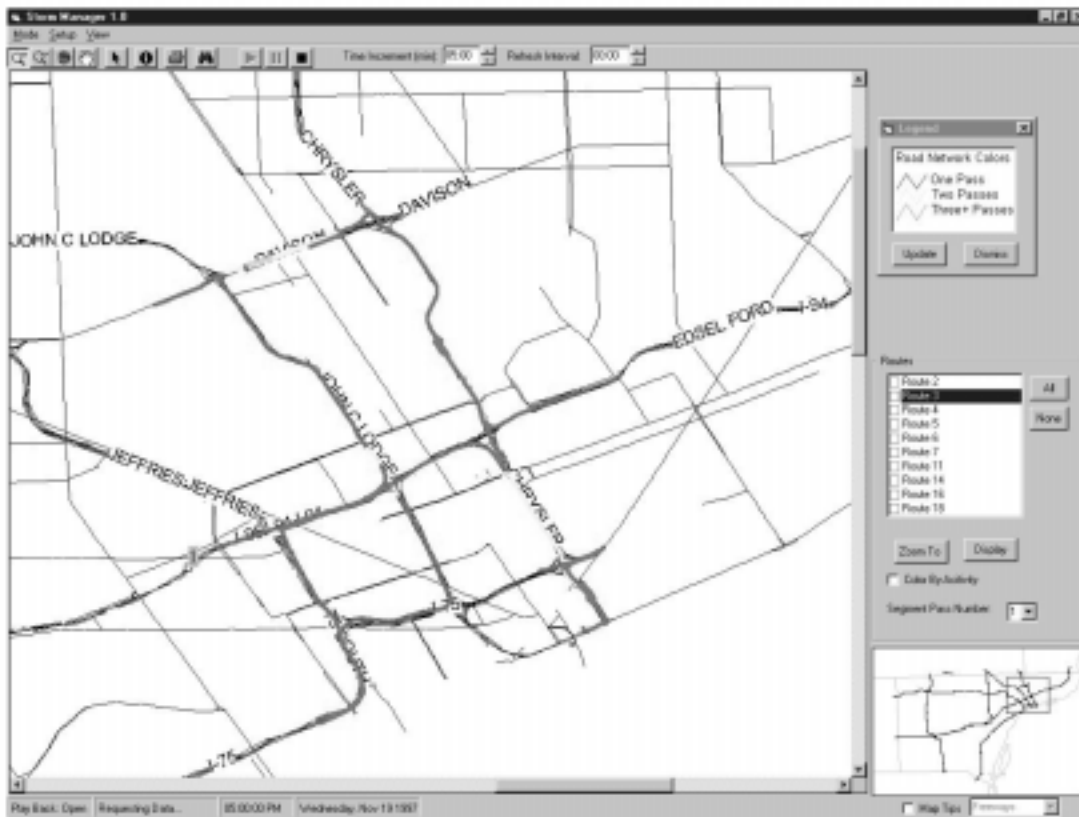 Storm Manager 1.0
Mode Setup View
Time Increment (min) 05:00 Refresh Interval 00:00
CHRYSLER
DAVISON
DAVISON
JOHN C LODGE
EDSEL FORD I-94
JOHN C LODGE
JEFFRIES JEFFRIES
I-94 I-94
CHRYSLER
I-75
I-75
Legend
Road Network Colors
One Pass
Two Passes
Three+ Passes
Update Dismiss
Routes
Route 2
Route 3
Route 4
Route 5
Route 6
Route 7
Route 11
Route 14
Route 16
Route 18
All
None
Zoom To Display
Color By Activity
Segment Pass Number 1
Play Back: Open Requesting Data... 05:00:00 PM Wednesday, Nov 19 1997
Map Tips Freeways